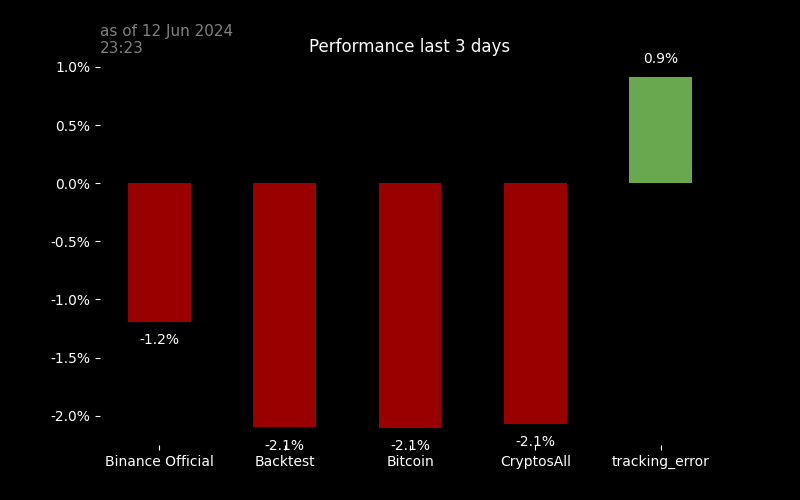 as of 12 Jun 2024
23:23
Performance last 3 days
1.0%
0.5%
0.0%
-0.5%
-1.0%
-1.5%
-2.0%
0.9%
-1.2%
-2.1%
-2.1%
-2.1%
Binance Official
Backtest
Bitcoin
CryptosAll
tracking_error